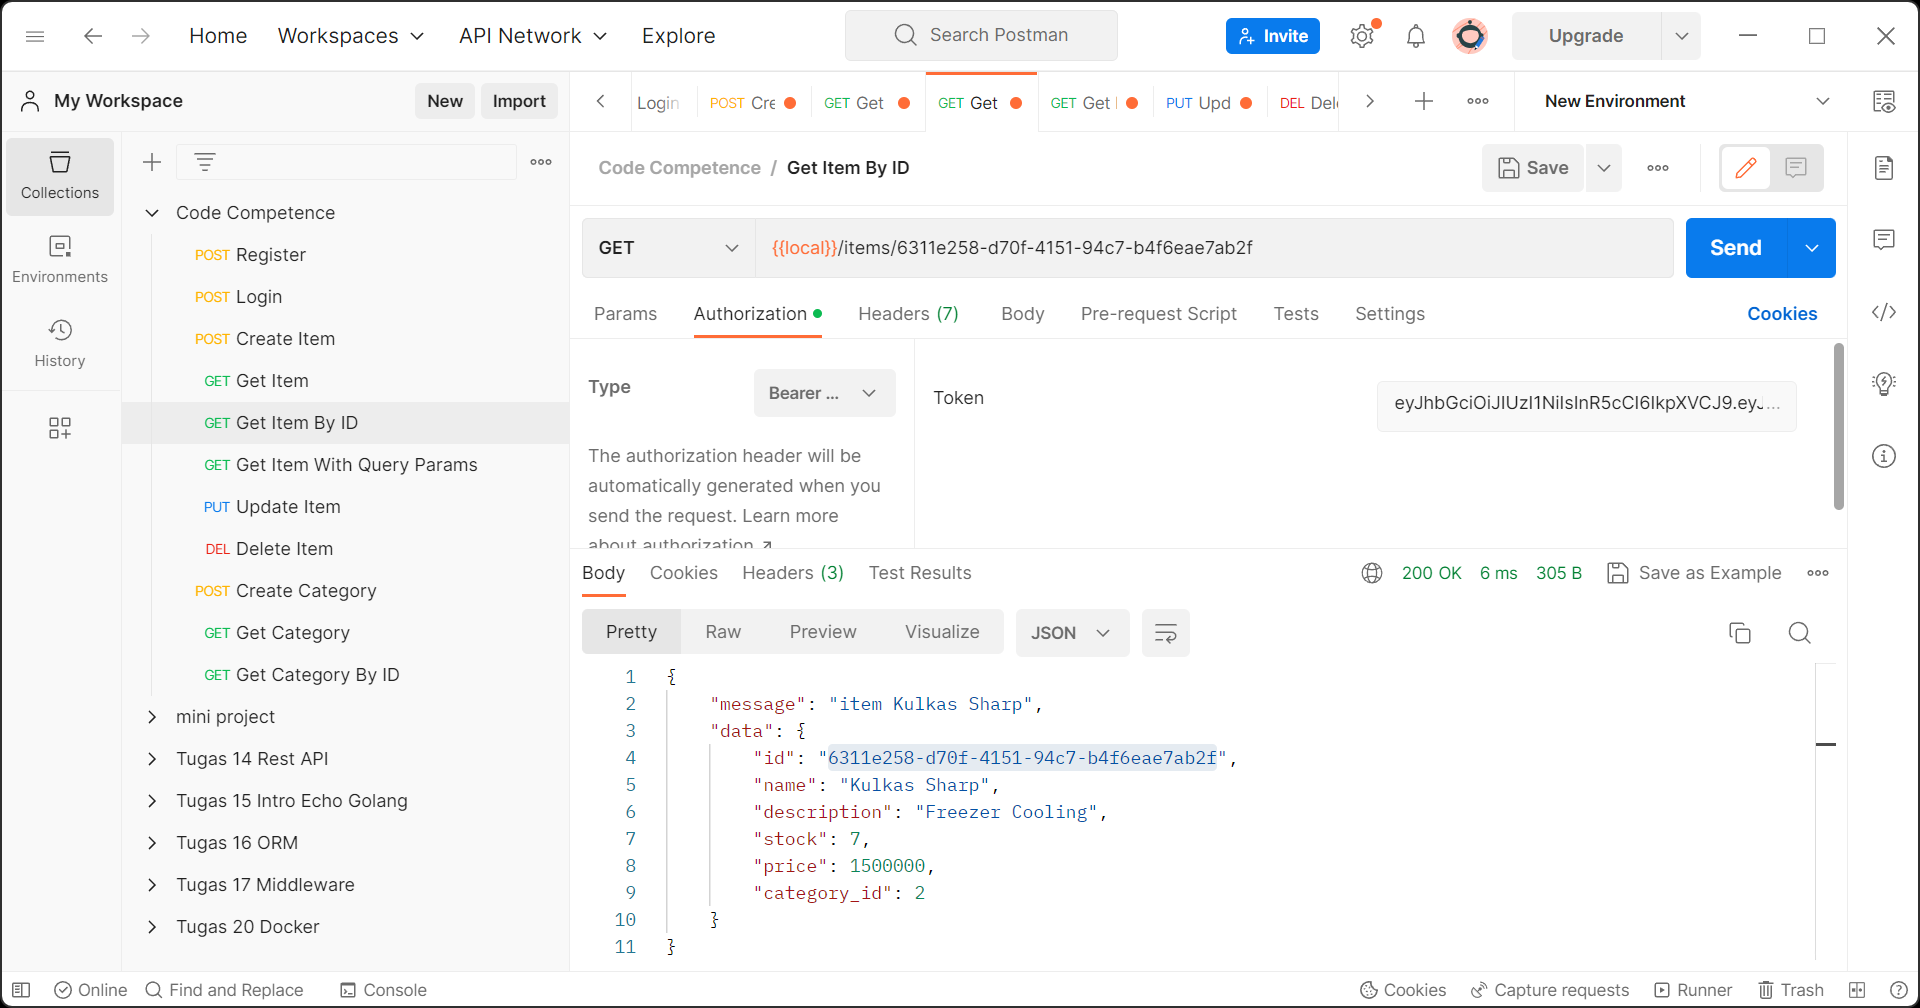 Home
Workspaces
API Network
Explore
Search Postman
Invite
Upgrade
My Workspace
New
Import
Login
POST Cre
GET Get
GET Get
GET Get
PUT Upd
DEL Del
New Environment
Collections
Environments
History
Code Competence
POST Register
POST Login
POST Create Item
GET Get Item
GET Get Item By ID
GET Get Item With Query Params
PUT Update Item
DEL Delete Item
POST Create Category
GET Get Category
GET Get Category By ID
mini project
Tugas 14 Rest API
Tugas 15 Intro Echo Golang
Tugas 16 ORM
Tugas 17 Middleware
Tugas 20 Docker
Code Competence / Get Item By ID
Save
GET
{{local}}/items/6311e258-d70f-4151-94c7-b4f6eae7ab2f
Send
Params
Authorization
Headers (7)
Body
Pre-request Script
Tests
Settings
Cookies
Type
Bearer ...
The authorization header will be
automatically generated when you
send the request. Learn more
about authorization ↗
Token
eyJhbGciOiJIUzI1NiIsInR5cCI6IkpXVCJ9.eyJ...
Body
Cookies
Headers (3)
Test Results
200 OK
6 ms
305 B
Save as Example
Pretty
Raw
Preview
Visualize
JSON
1 {
2 "message": "item Kulkas Sharp",
3 "data": {
4 "id": "6311e258-d70f-4151-94c7-b4f6eae7ab2f",
5 "name": "Kulkas Sharp",
6 "description": "Freezer Cooling",
7 "stock": 7,
8 "price": 1500000,
9 "category_id": 2
10 }
11 }
Online
Find and Replace
Console
Cookies
Capture requests
Runner
Trash